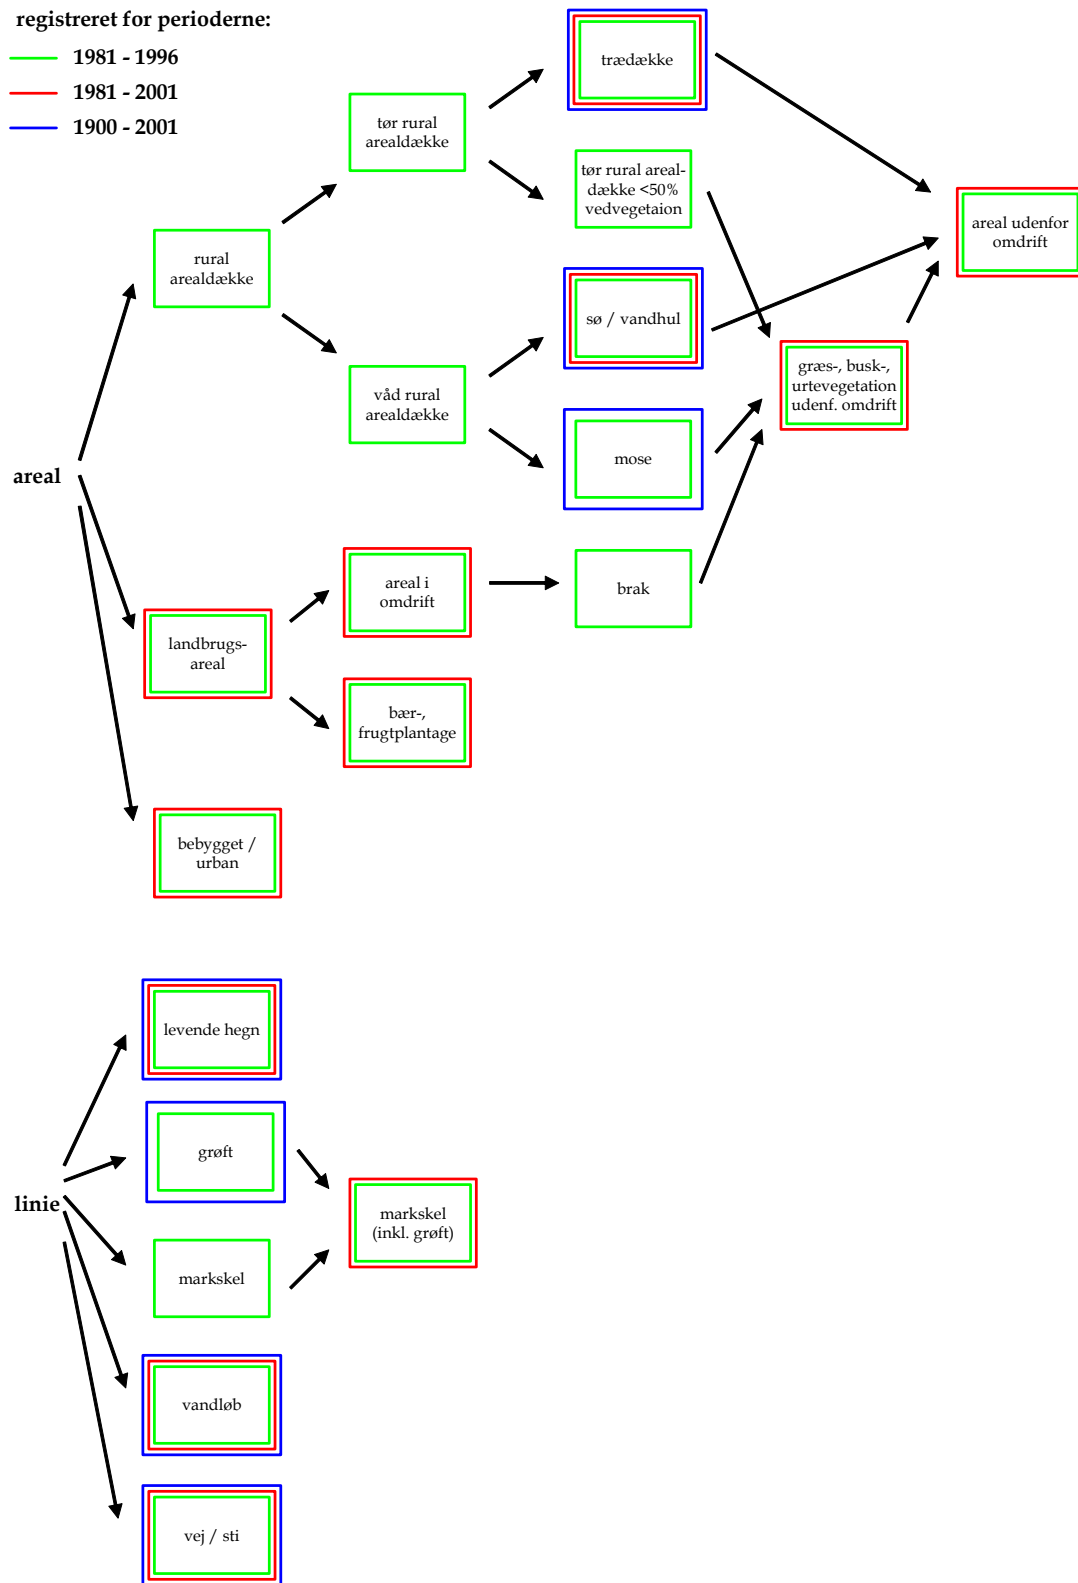 registreret for perioderne:
1981 - 1996
1981 - 2001
1900 - 2001
trædække
tør rural
arealdække
tør rural areal-
dække <50%
vedvegetaion
areal udenfor
omdrift
rural
arealdække
sø / vandhul
græs-, busk-,
urtevegetation
udenf. omdrift
våd rural
arealdække
mose
areal
areal i
omdrift
brak
landbrugs-
areal
bær-,
frugtplantage
bebygget /
urban
levende hegn
grøft
linie
markskel
(inkl. grøft)
markskel
vandløb
vej / sti